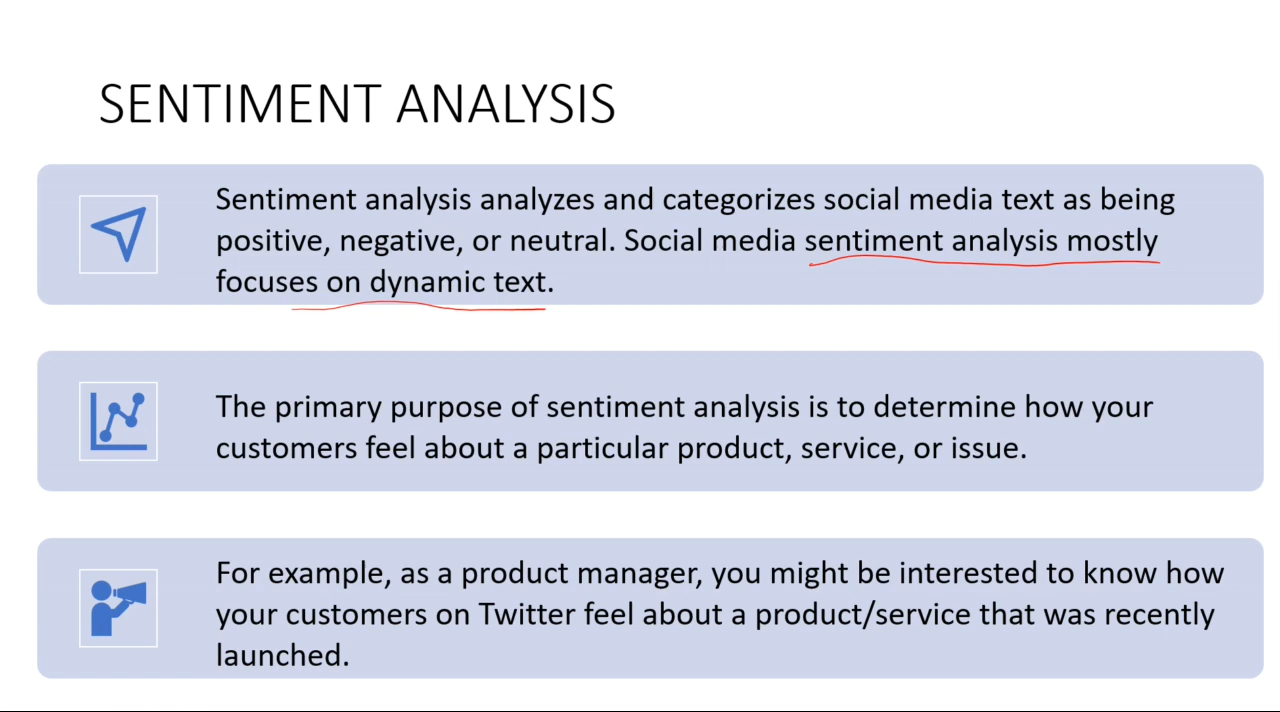 SENTIMENT ANALYSIS
Sentiment analysis analyzes and categorizes social media text as being
positive, negative, or neutral. Social media sentiment analysis mostly
focuses on dynamic text.
The primary purpose of sentiment analysis is to determine how your
customers feel about a particular product, service, or issue.
For example, as a product manager, you might be interested to know how
your customers on Twitter feel about a product/service that was recently
launched.